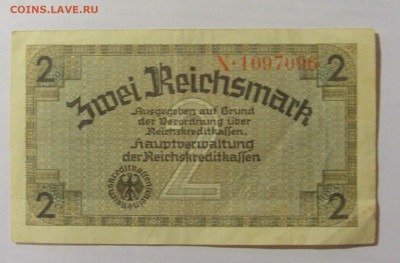 COINS.LAVE.RU
X·1097096
2 2
Zwei Reichsmark
Ausgegeben auf Grund
der Verordnung über
Reichskreditkassen.
Hauptverwaltung
der Reichskreditkassen
2
2 2